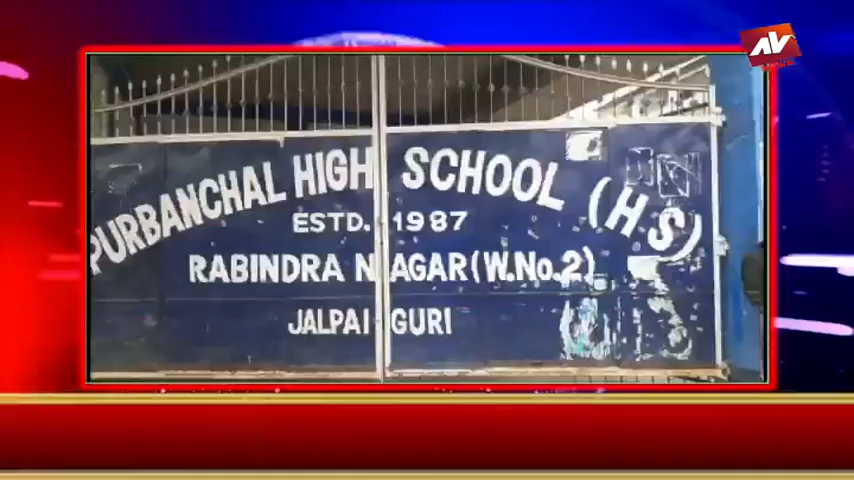 AV
PURBANCHAL HIGH SCHOOL (HS)
ESTD. 1987
RABINDRA NAGAR (W.No.2)
JALPAIGURI